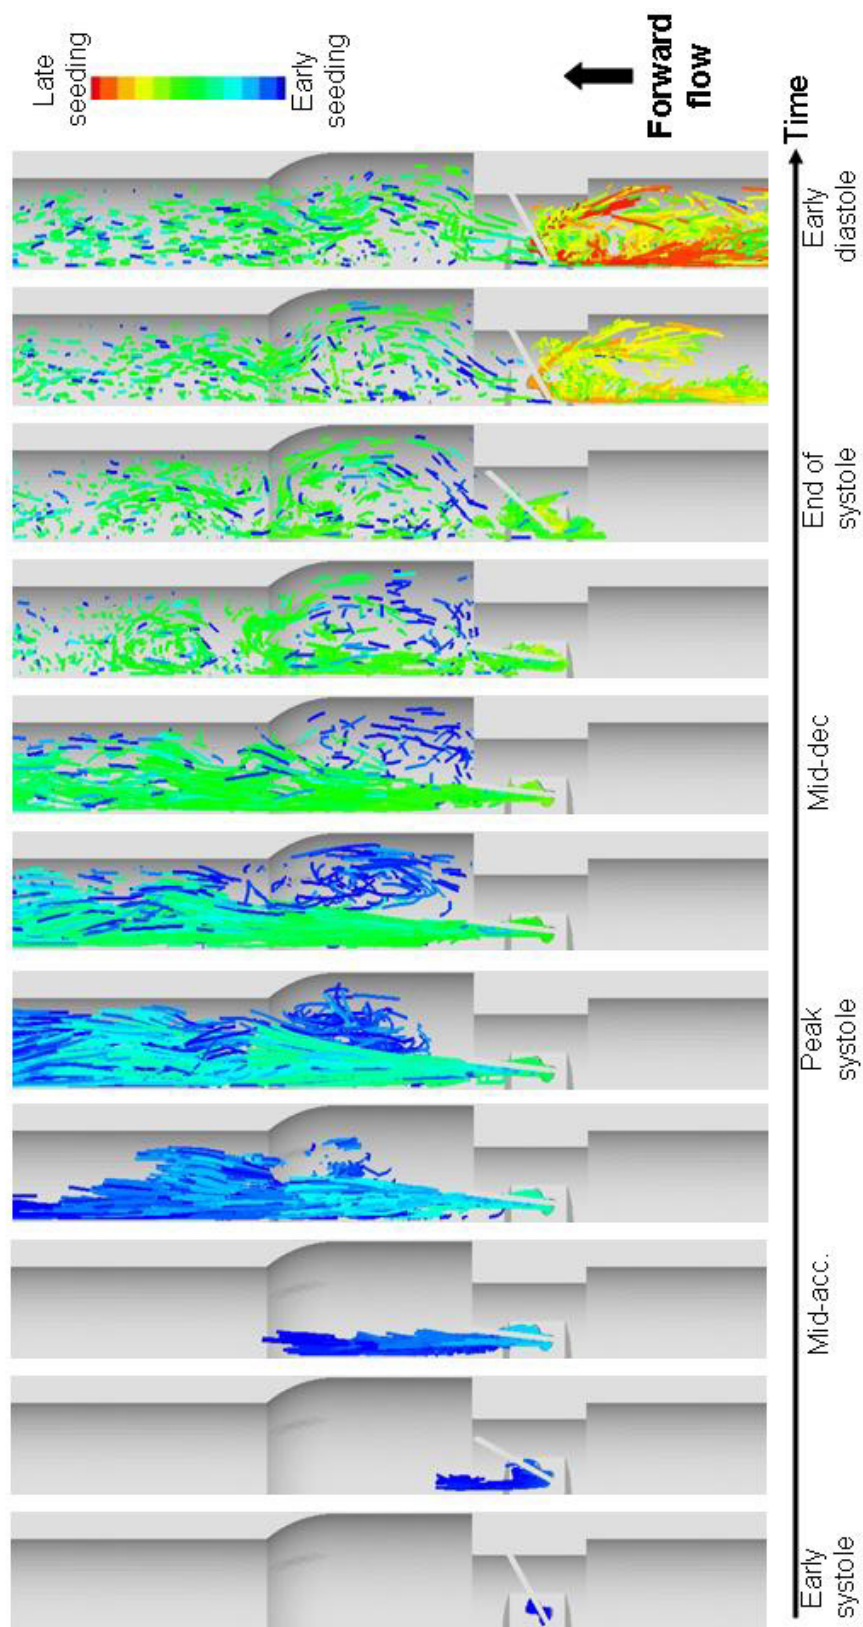 Late
seeding
Early
seeding
Forward
flow
Time
Early
systole
Mid-acc.
Peak
systole
Mid-dec
End of
systole
Early
diastole